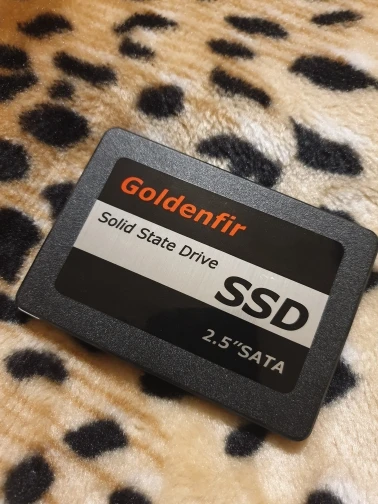 Goldenfir
Solid State Drive
SSD
2.5"SATA